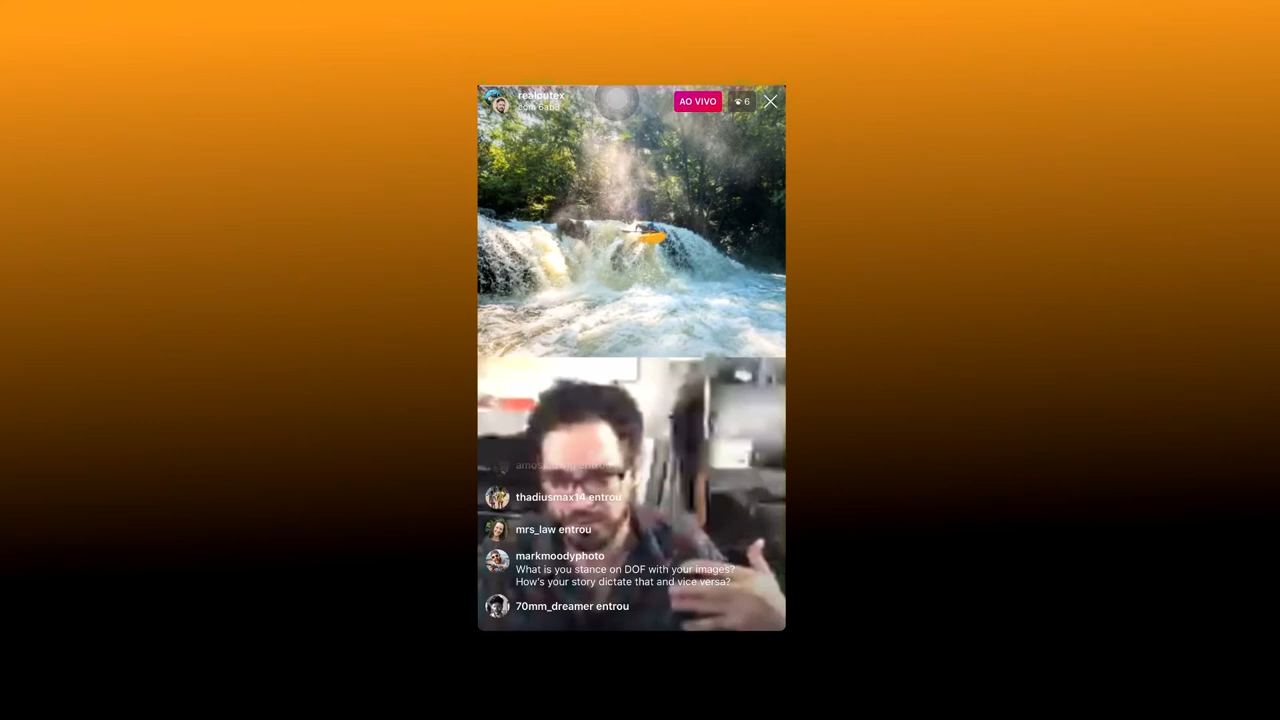 realoutex
AO VIVO
6
entrou
thadiusmax14 entrou
mrs_law entrou
markmoodyphoto
What is you stance on DOF with your images?
How's your story dictate that and vice versa?
70mm_dreamer entrou